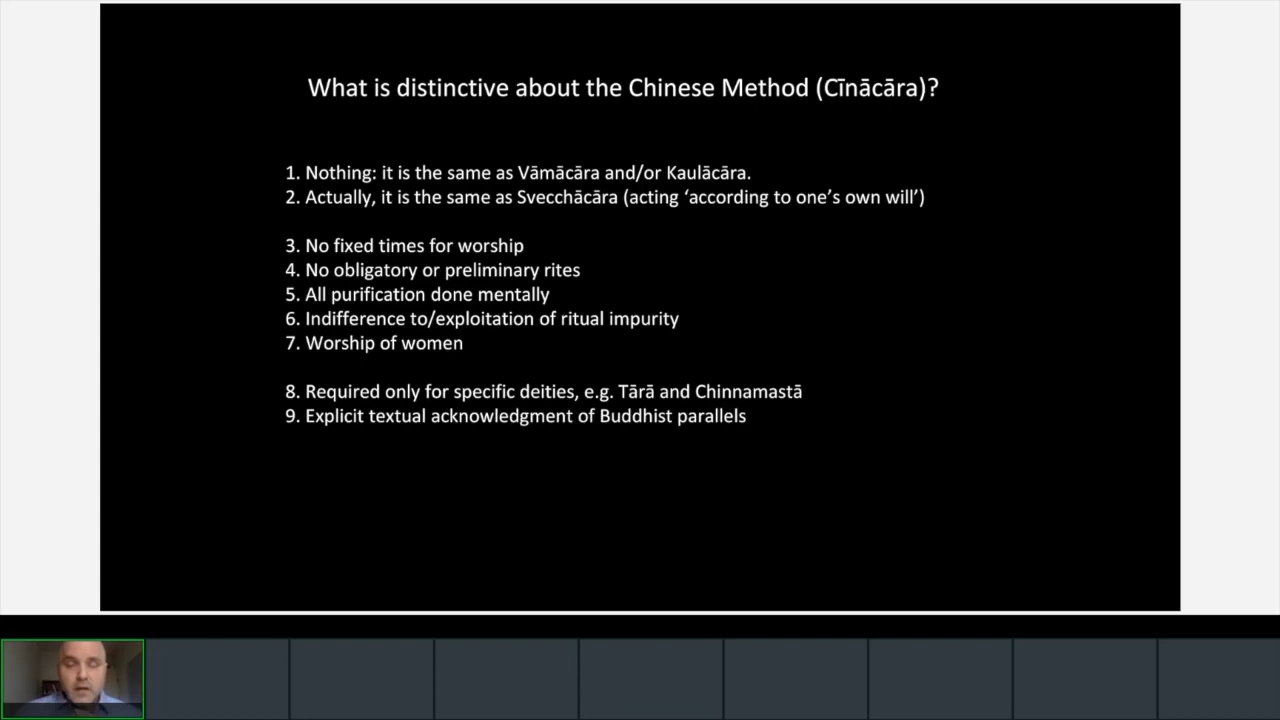 What is distinctive about the Chinese Method (Cīnācāra)?
1. Nothing: it is the same as Vāmācāra and/or Kaulācāra.
2. Actually, it is the same as Svecchācāra (acting ‘according to one’s own will’)
3. No fixed times for worship
4. No obligatory or preliminary rites
5. All purification done mentally
6. Indifference to/exploitation of ritual impurity
7. Worship of women
8. Required only for specific deities, e.g. Tārā and Chinnamastā
9. Explicit textual acknowledgment of Buddhist parallels